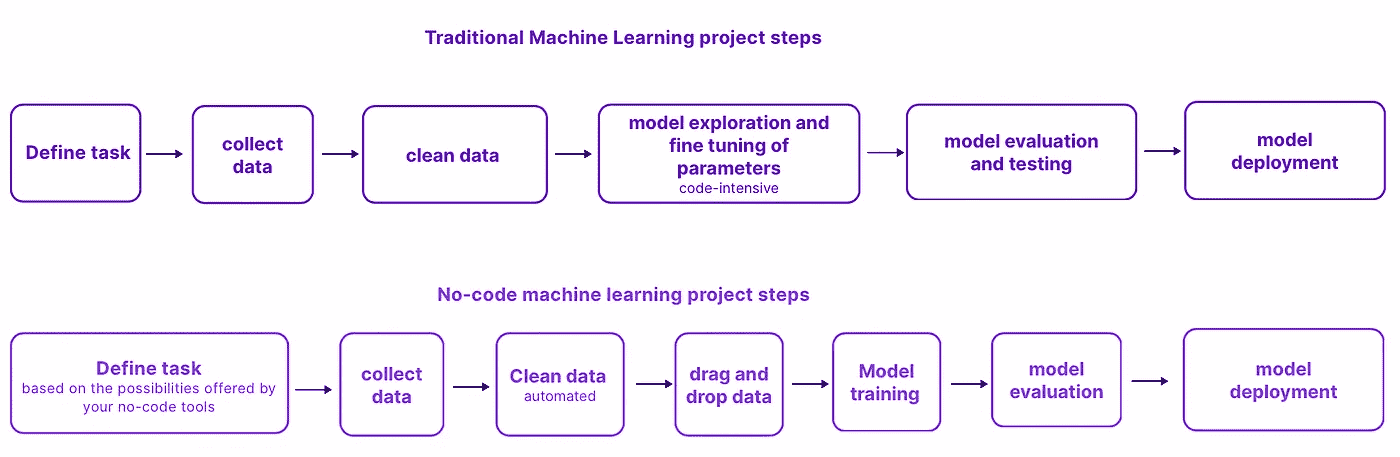 Traditional Machine Learning project steps
Define task
collect
data
clean data
model exploration and
fine tuning of
parameters
code-intensive
model evaluation
and testing
model
deployment
No-code machine learning project steps
Define task
based on the possibilities offered by
your no-code tools
collect
data
Clean data
automated
drag and
drop data
Model
training
model
evaluation
model
deployment